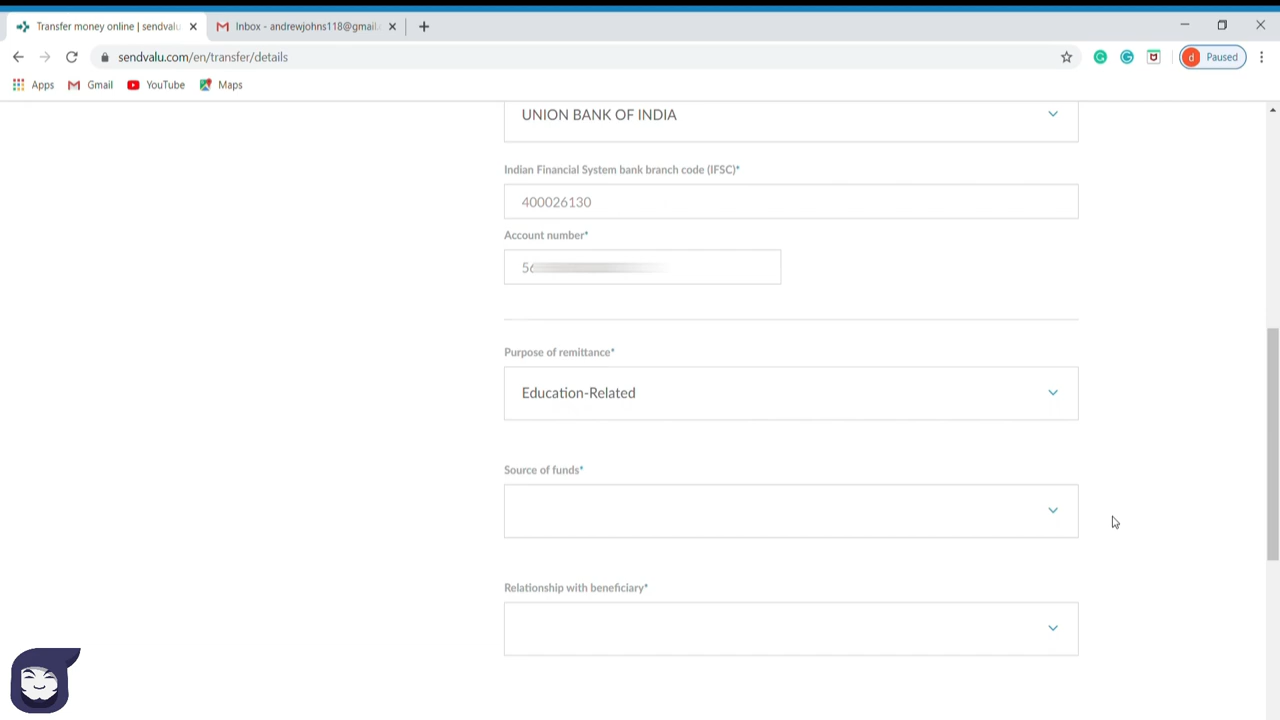 Transfer money online | sendvalu
Inbox - andrewjohns118@gmail.
sendvalu.com/en/transfer/details
d Paused
Apps Gmail YouTube Maps
UNION BANK OF INDIA
Indian Financial System bank branch code (IFSC)*
400026130
Account number*
56
Purpose of remittance*
Education-Related
Source of funds*
Relationship with beneficiary*